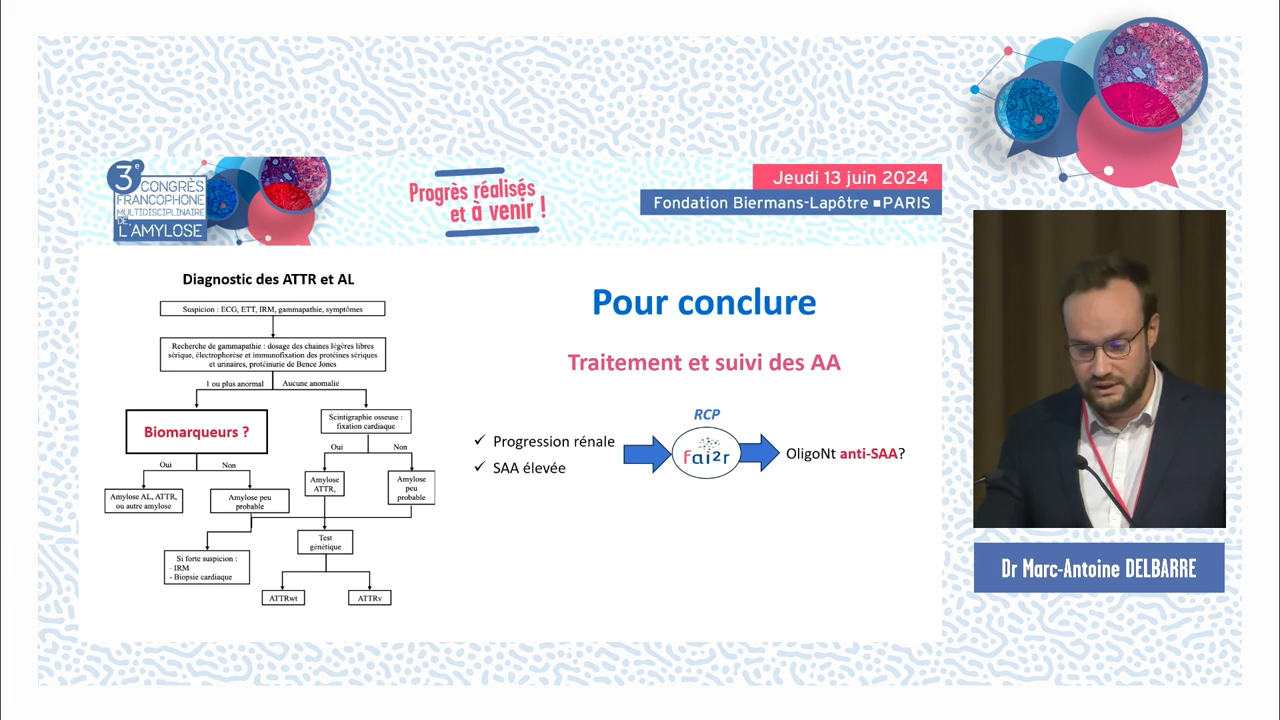 3e
CONGRÈS
FRANCOPHONE
MULTIDISCIPLINAIRE
DE
L'AMYLOSE
Progrès réalisés
et à venir !
Jeudi 13 juin 2024
Fondation Biermans-Lapôtre ■ PARIS
Diagnostic des ATTR et AL
Suspicion : ECG, ETT, IRM, gammapathie, symptômes
Recherche de gammapathie : dosage des chaines légères libres
sérique, électrophorèse et immunofixation des protéines sériques
et urinaires, protéinurie de Bence Jones
1 ou plus anormal
Aucune anomalie
Biomarqueurs ?
Scintigraphie osseuse :
fixation cardiaque
Oui
Non
Oui
Non
Amylose AL, ATTR,
ou autre amylose
Amylose peu
probable
Amylose
ATTR,
Amylose
peu
probable
Si forte suspicion :
- IRM
- Biopsie cardiaque
Test
génétique
ATTRwt
ATTRv
Pour conclure
Traitement et suivi des AA
RCP
✓ Progression rénale
✓ SAA élevée
fai2r
OligoNt anti-SAA?
Dr Marc-Antoine DELBARRE